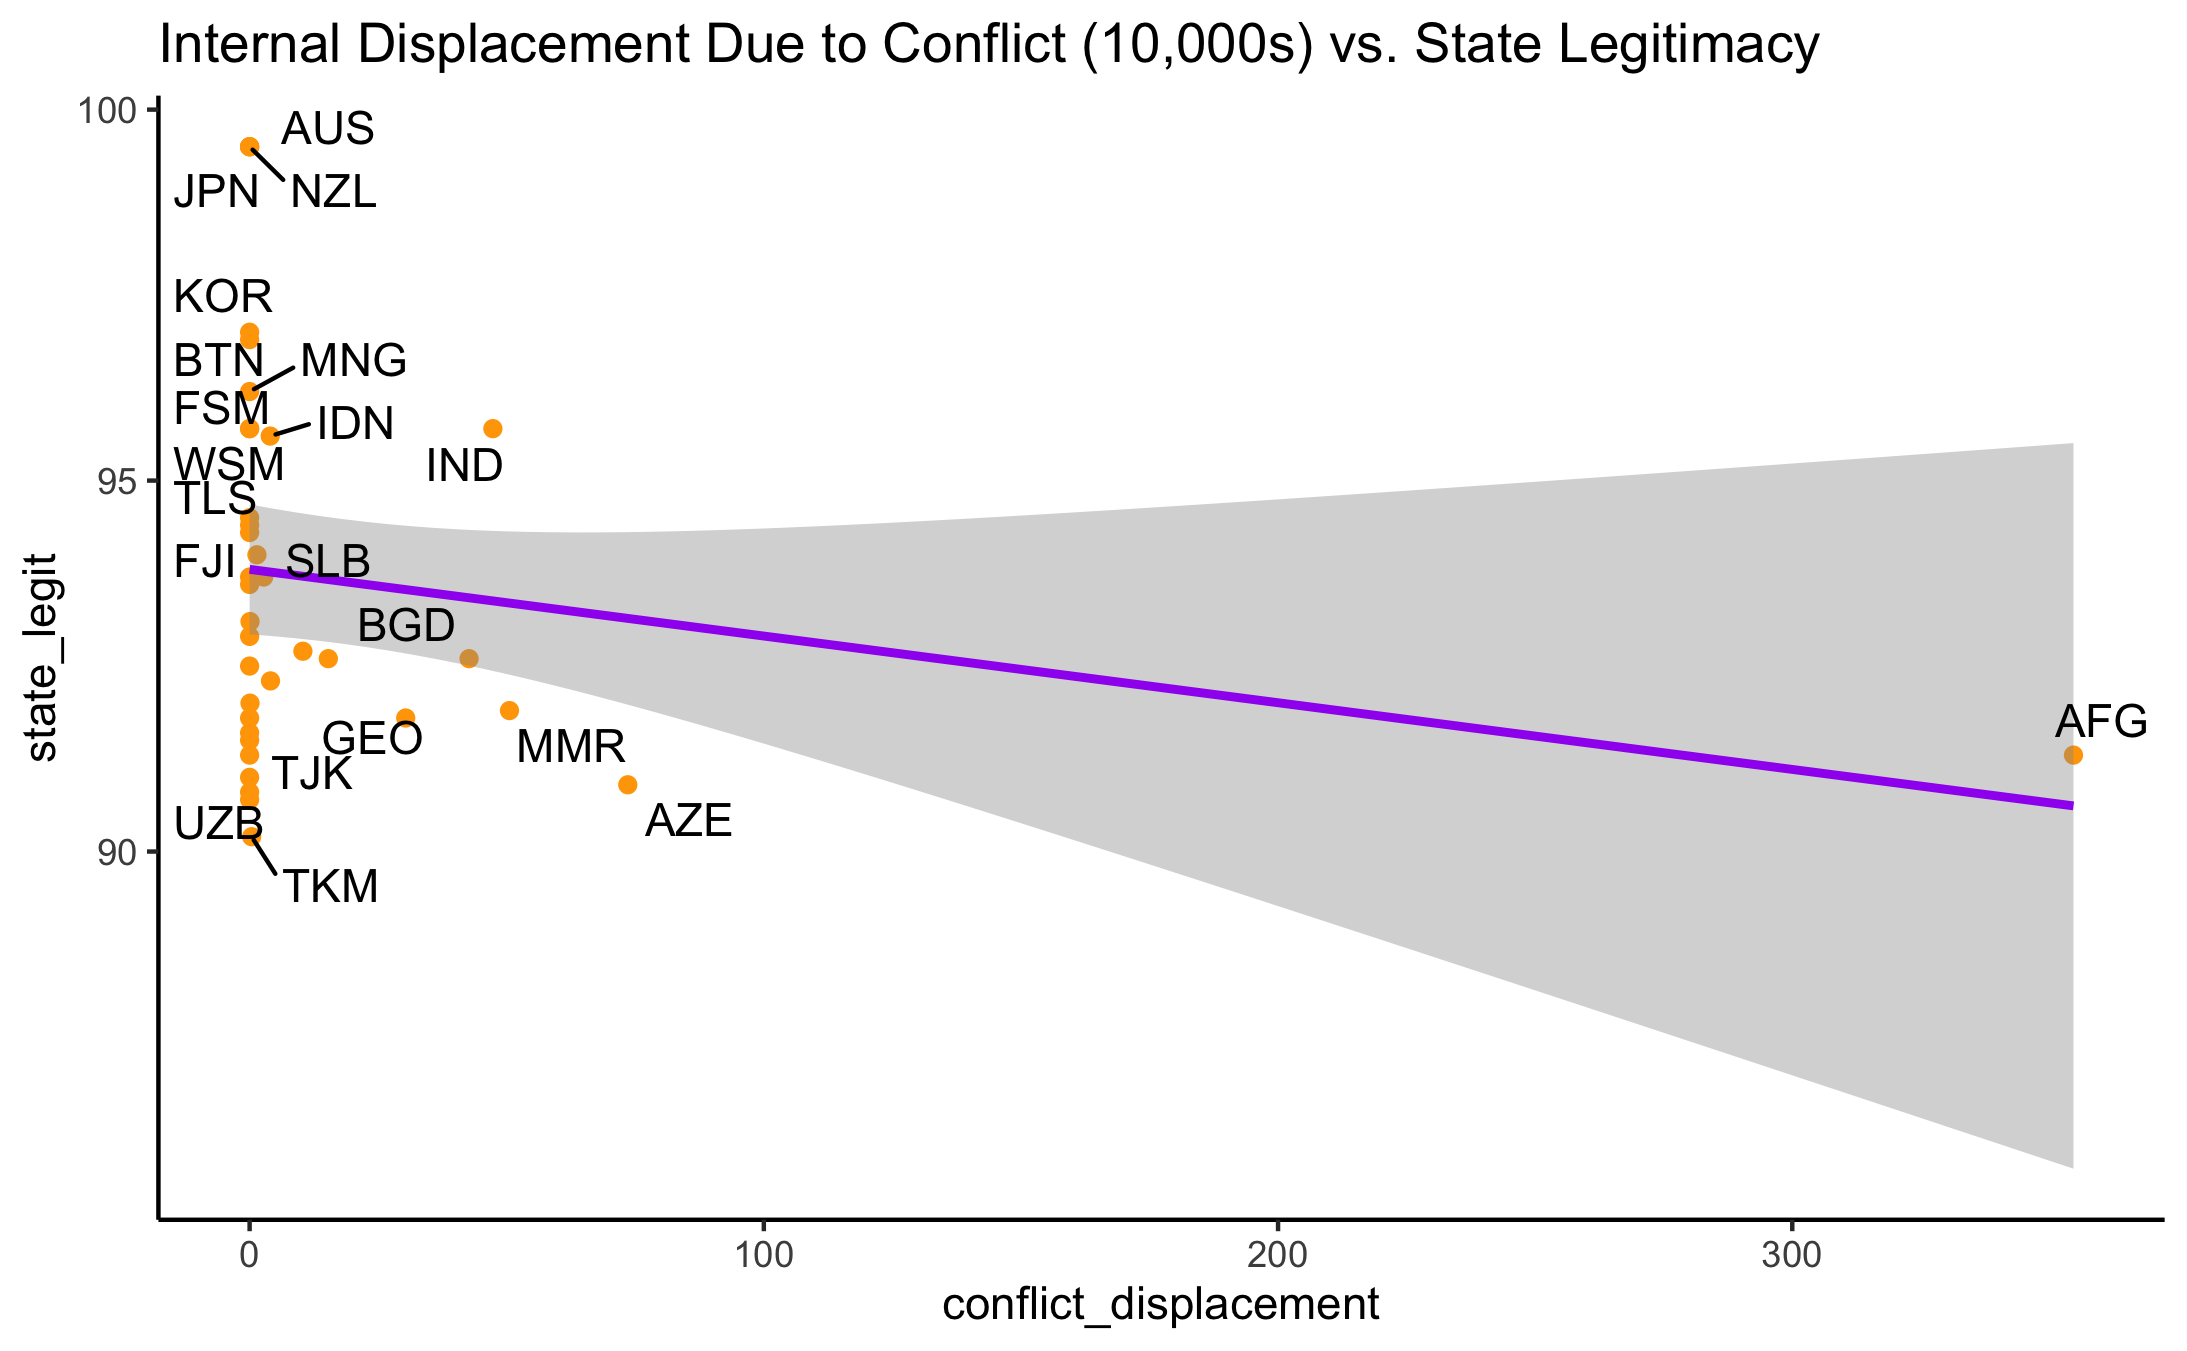 Internal Displacement Due to Conflict (10,000s) vs. State Legitimacy
100
AUS
JPN
NZL
KOR
BTN
MNG
FSM
IDN
IND
WSM
95
TLS
FJI
SLB
BGD
state_legit
AFG
GEO
MMR
TJK
UZB
AZE
90
TKM
0
100
200
300
conflict_displacement